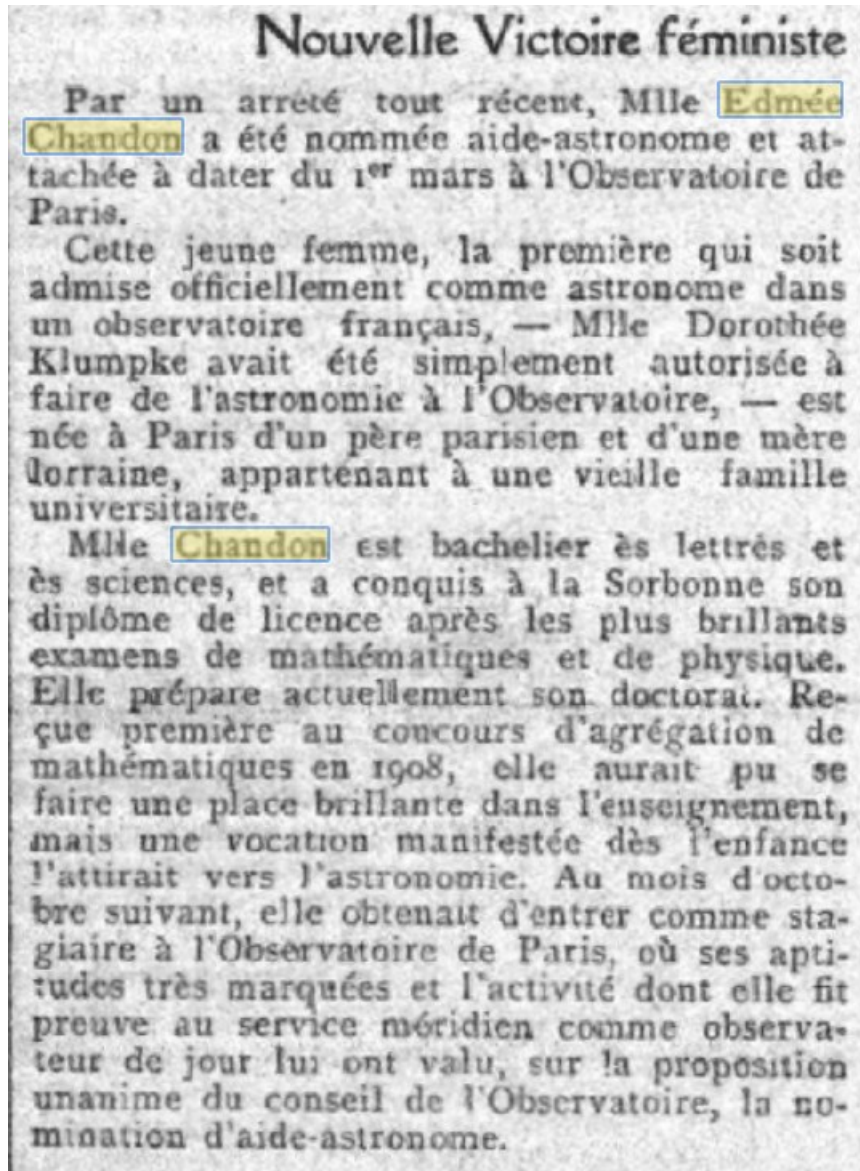 Nouvelle Victoire féministe
Par un arrêté tout récent, Mlle Edmée
Chandon a été nommée aide-astronome et at-
tachée à dater du 1er mars à l'Observatoire de
Paris.
Cette jeune femme, la première qui soit
admise officiellement comme astronome dans
un observatoire français, — Mlle Dorothée
Klumpke avait été simplement autorisée à
faire de l'astronomie à l'Observatoire, — est
née à Paris d'un père parisien et d'une mère
lorraine, appartenant à une vieille famille
universitaire.
Mlle Chandon est bachelier ès lettres et
ès sciences, et a conquis à la Sorbonne son
diplôme de licence après les plus brillants
examens de mathématiques et de physique.
Elle prépare actuellement son doctorat. Re-
çue première au concours d'agrégation de
mathématiques en 1908, elle aurait pu se
faire une place brillante dans l'enseignement,
mais une vocation manifestée dès l'enfance
l'attirait vers l'astronomie. Au mois d'octo-
bre suivant, elle obtenait d'entrer comme sta-
giaire à l'Observatoire de Paris, où ses apti-
tudes très marquées et l'activité dont elle fit
preuve au service méridien comme observa-
teur de jour lui ont valu, sur la proposition
unanime du conseil de l'Observatoire, la no-
mination d'aide-astronome.